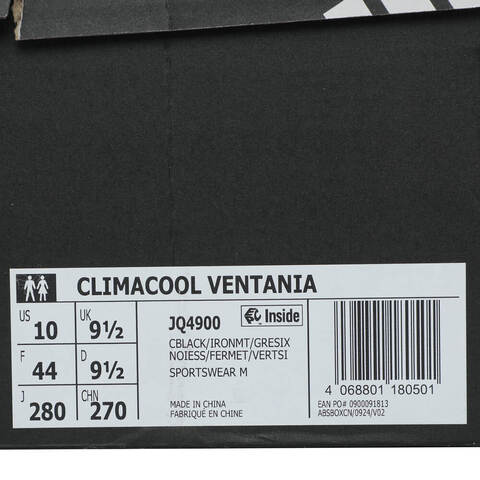 CLIMACOOL VENTANIA
US 10 UK 9½
F 44 D 9½
J 280 CHN 270
JQ4900 Inside
CBLACK/IRONMT/GRESIX
NOIESS/FERMET/VERTSI
SPORTSWEAR M
MADE IN CHINA
FABRIQUÉ EN CHINE
4 068801 180501
EAN PO# 0900091813
ABSBOXCN/0924/V02